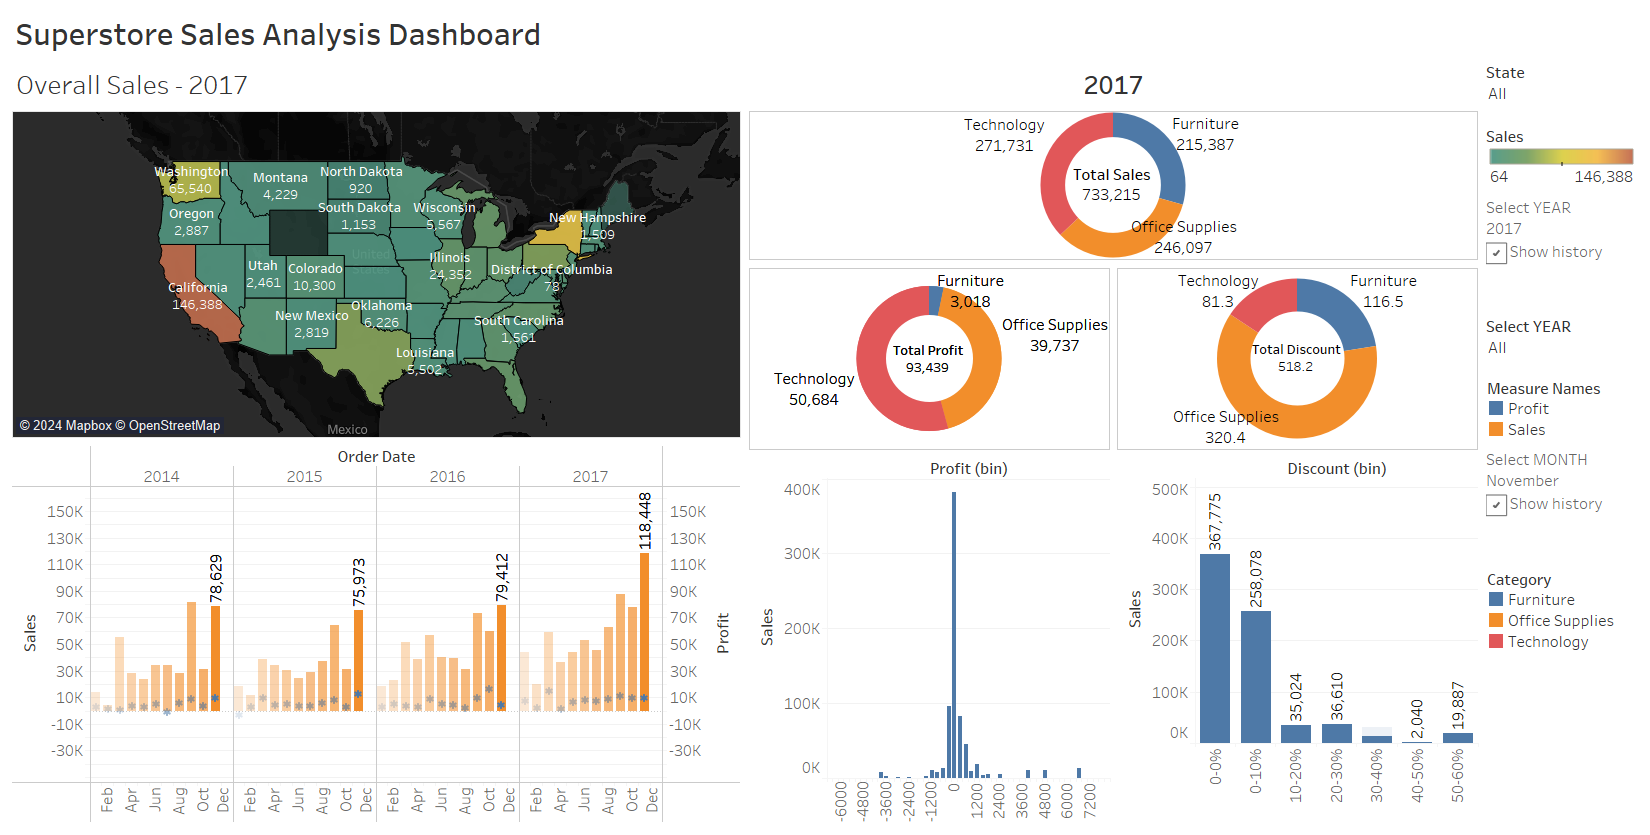 Superstore Sales Analysis Dashboard
Overall Sales - 2017
2017
Washington
65,540
Montana
4,229
North Dakota
920
Oregon
2,887
South Dakota
1,153
Wisconsin
5,567
New Hampshire
1,509
United
States
Utah
2,461
Colorado
10,300
Illinois
24,352
District of Columbia
78
California
146,388
New Mexico
2,819
Oklahoma
6,226
South Carolina
1,561
Louisiana
5,502
Mexico
© 2024 Mapbox © OpenStreetMap
Technology
271,731
Furniture
215,387
Total Sales
733,215
Office Supplies
246,097
Furniture
3,018
Office Supplies
39,737
Total Profit
93,439
Technology
50,684
Technology
81.3
Furniture
116.5
Total Discount
518.2
Office Supplies
320.4
State
All
Sales
64 146,388
Select YEAR
2017
Show history
Select YEAR
All
Measure Names
Profit
Sales
Select MONTH
November
Show history
Category
Furniture
Office Supplies
Technology
Order Date
2014 2015 2016 2017
Sales
150K
130K
110K
90K
70K
50K
30K
10K
-10K
-30K
78,629
75,973
79,412
118,448
150K
130K
110K
90K
70K
50K
30K
10K
-10K
-30K
Profit
Feb Apr Jun Aug Oct Dec Feb Apr Jun Aug Oct Dec Feb Apr Jun Aug Oct Dec Feb Apr Jun Aug Oct Dec
Profit (bin)
Sales
400K
300K
200K
100K
0K
-6000 -4800 -3600 -2400 -1200 0 1200 2400 3600 4800 6000 7200
Discount (bin)
Sales
500K
400K
300K
200K
100K
0K
367,775
258,078
35,024
36,610
2,040
19,887
0-0% 0-10% 10-20% 20-30% 30-40% 40-50% 50-60%